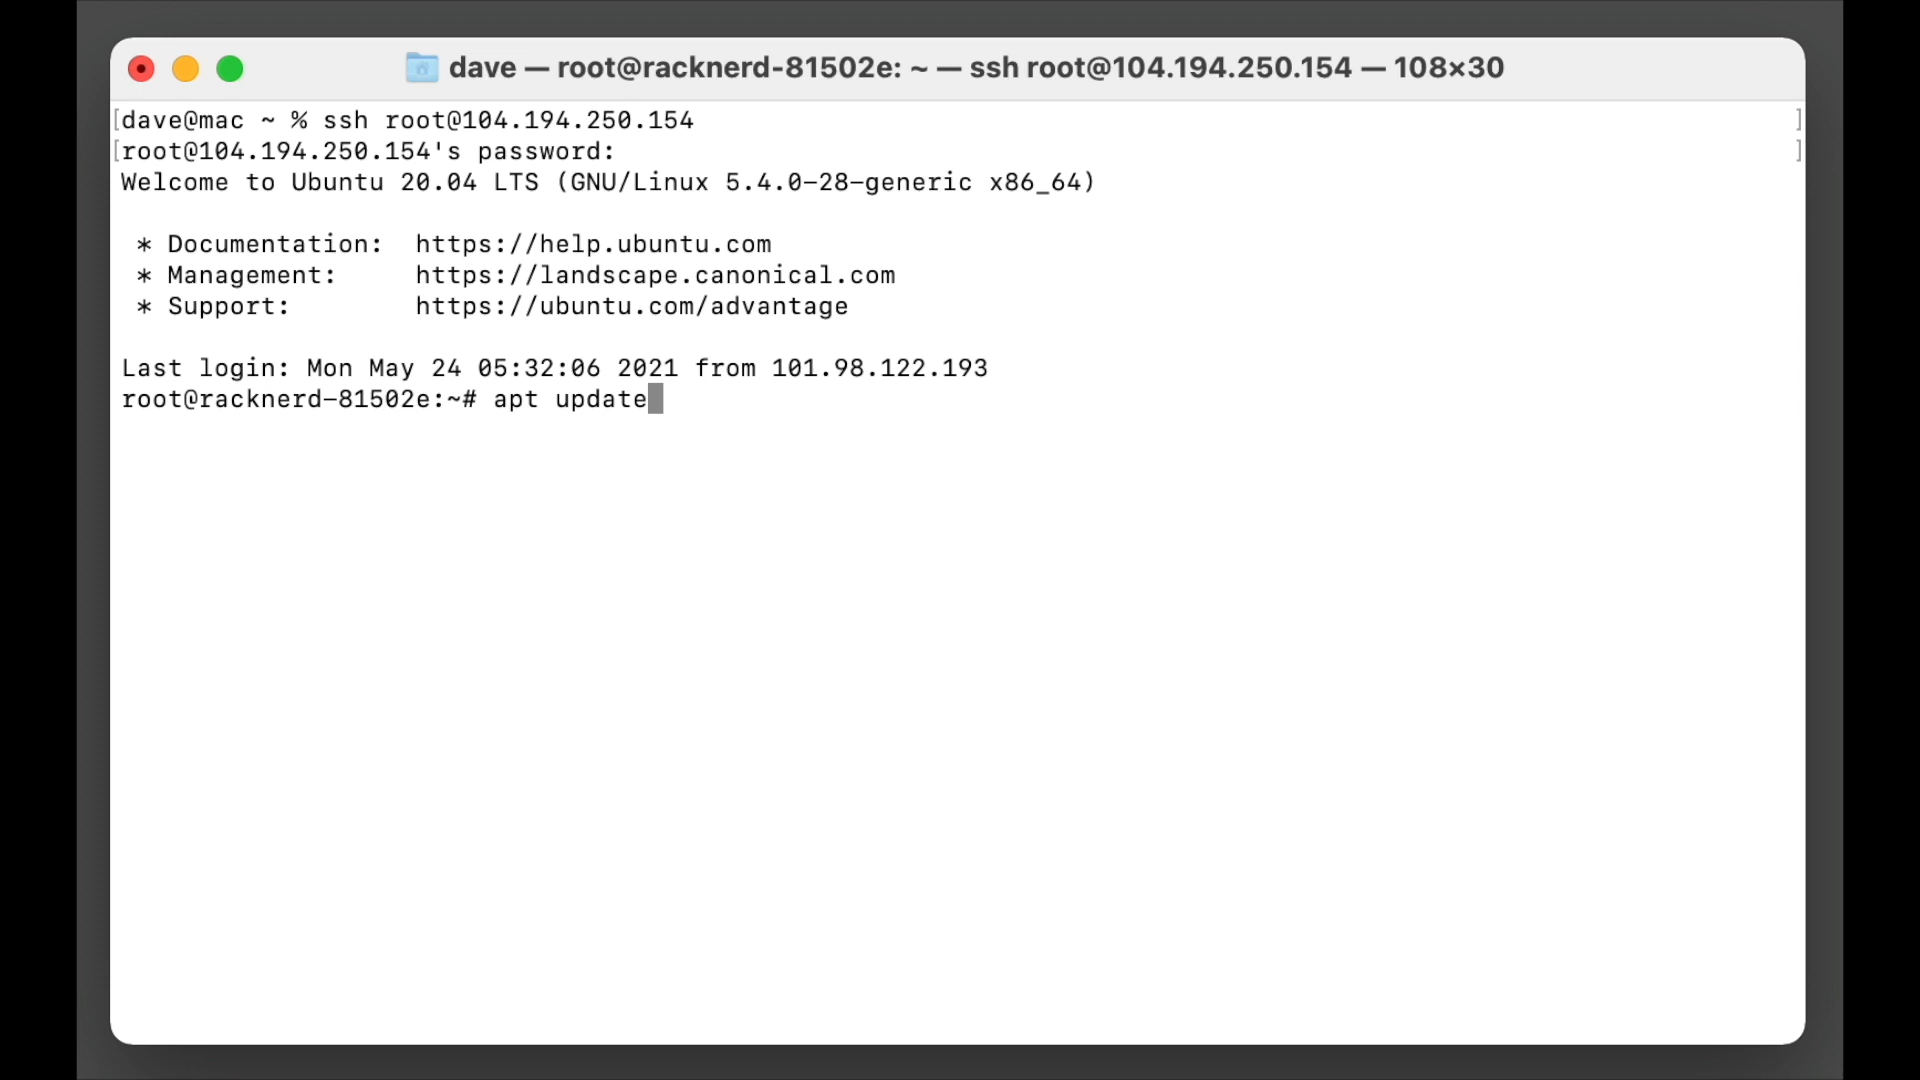 dave — root@racknerd-81502e: ~ — ssh root@104.194.250.154 — 108×30
[dave@mac ~ % ssh root@104.194.250.154 ]
[root@104.194.250.154's password: ]
Welcome to Ubuntu 20.04 LTS (GNU/Linux 5.4.0-28-generic x86_64)
* Documentation: https://help.ubuntu.com
* Management: https://landscape.canonical.com
* Support: https://ubuntu.com/advantage
Last login: Mon May 24 05:32:06 2021 from 101.98.122.193
root@racknerd-81502e:~# apt update